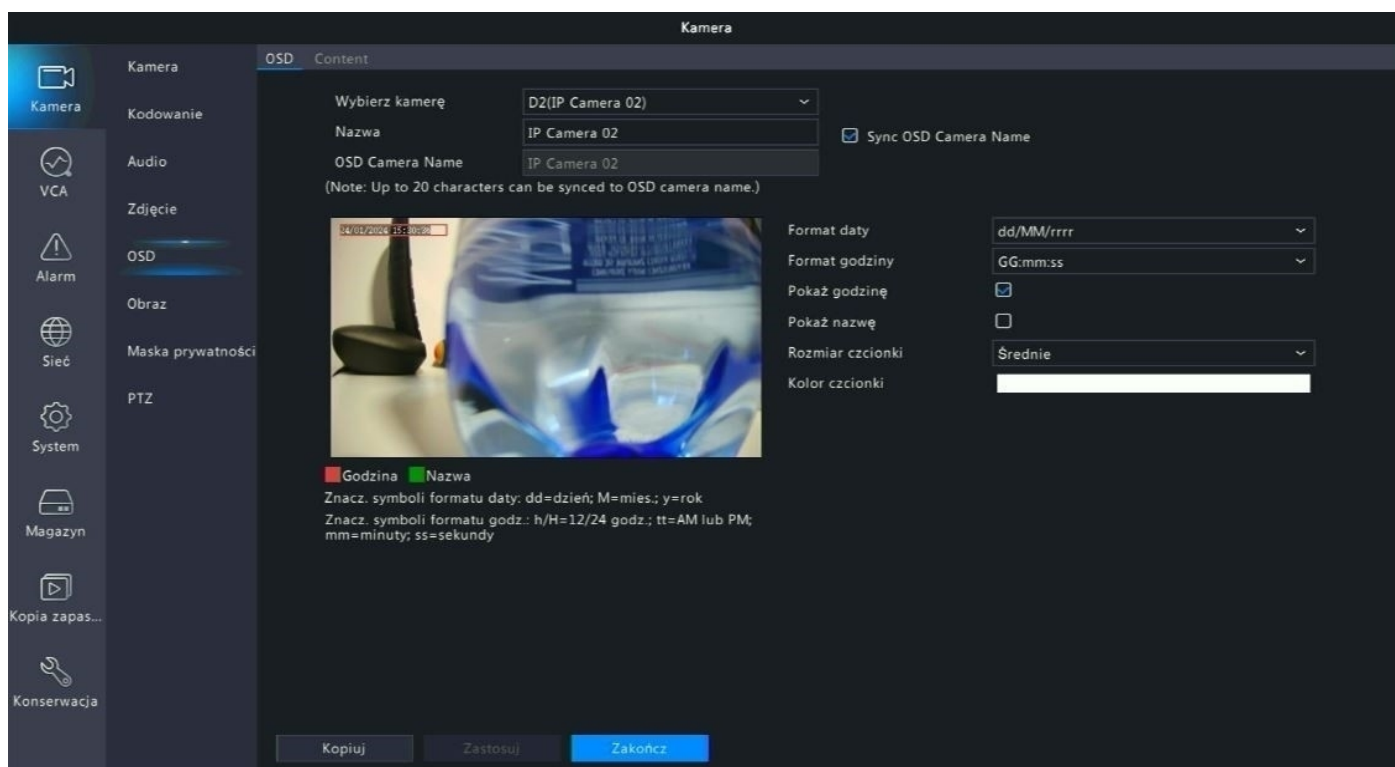 Kamera
OSD Content
Kamera
VCA
Alarm
Sieć
System
Magazyn
Kopia zapas...
Konserwacja
Kamera
Kodowanie
Audio
Zdjęcie
OSD
Obraz
Maska prywatności
PTZ
Wybierz kamerę D2(IP Camera 02)
Nazwa IP Camera 02 Sync OSD Camera Name
OSD Camera Name IP Camera 02
(Note: Up to 20 characters can be synced to OSD camera name.)
24/01/2024 15:30:36
Format daty dd/MM/rrrr
Format godziny GG:mm:ss
Pokaż godzinę
Pokaż nazwę
Rozmiar czcionki Średnie
Kolor czcionki
Godzina Nazwa
Znacz. symboli formatu daty: dd=dzień; M=mies.; y=rok
Znacz. symboli formatu godz.: h/H=12/24 godz.; tt=AM lub PM;
mm=minuty; ss=sekundy
Kopiuj Zastosuj Zakończ